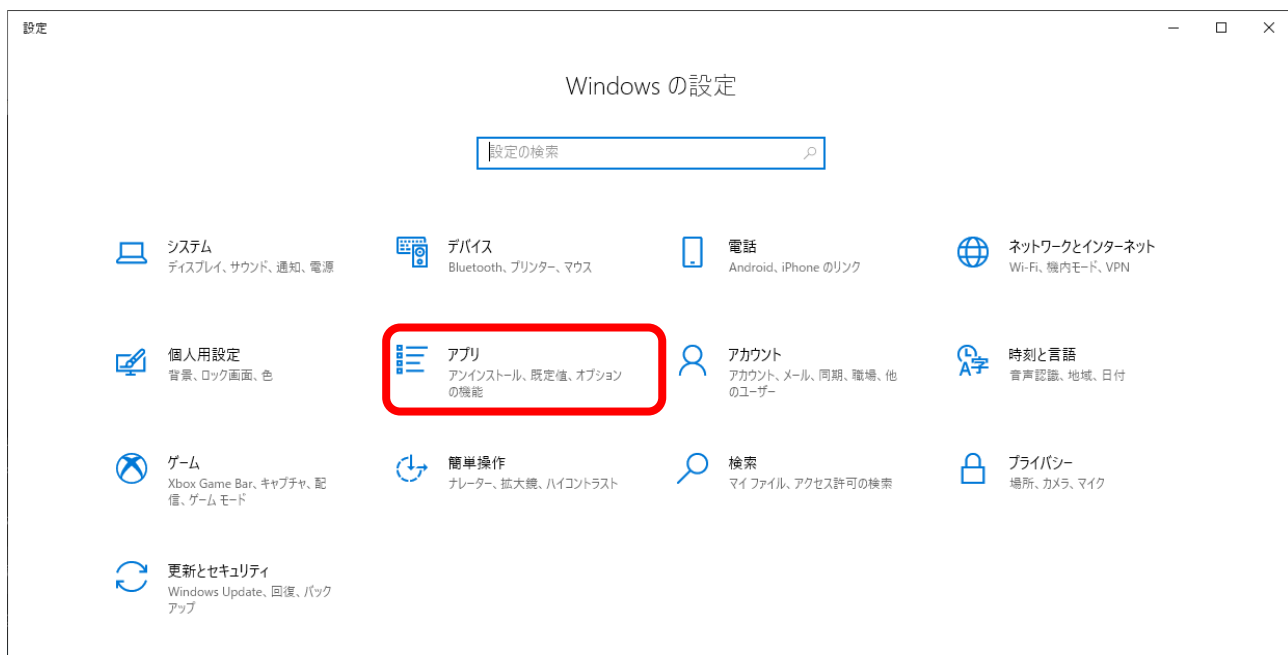 設定
Windows の設定
設定の検索
システム
ディスプレイ、サウンド、通知、電源
デバイス
Bluetooth、プリンター、マウス
電話
Android、iPhone のリンク
ネットワークとインターネット
Wi-Fi、機内モード、VPN
個人用設定
背景、ロック画面、色
アプリ
アンインストール、既定値、オプション
の機能
アカウント
アカウント、メール、同期、職場、他
のユーザー
時刻と言語
音声認識、地域、日付
ゲーム
Xbox Game Bar、キャプチャ、配
信、ゲーム モード
簡単操作
ナレーター、拡大鏡、ハイコントラスト
検索
マイ ファイル、アクセス許可の検索
プライバシー
場所、カメラ、マイク
更新とセキュリティ
Windows Update、回復、バック
アップ